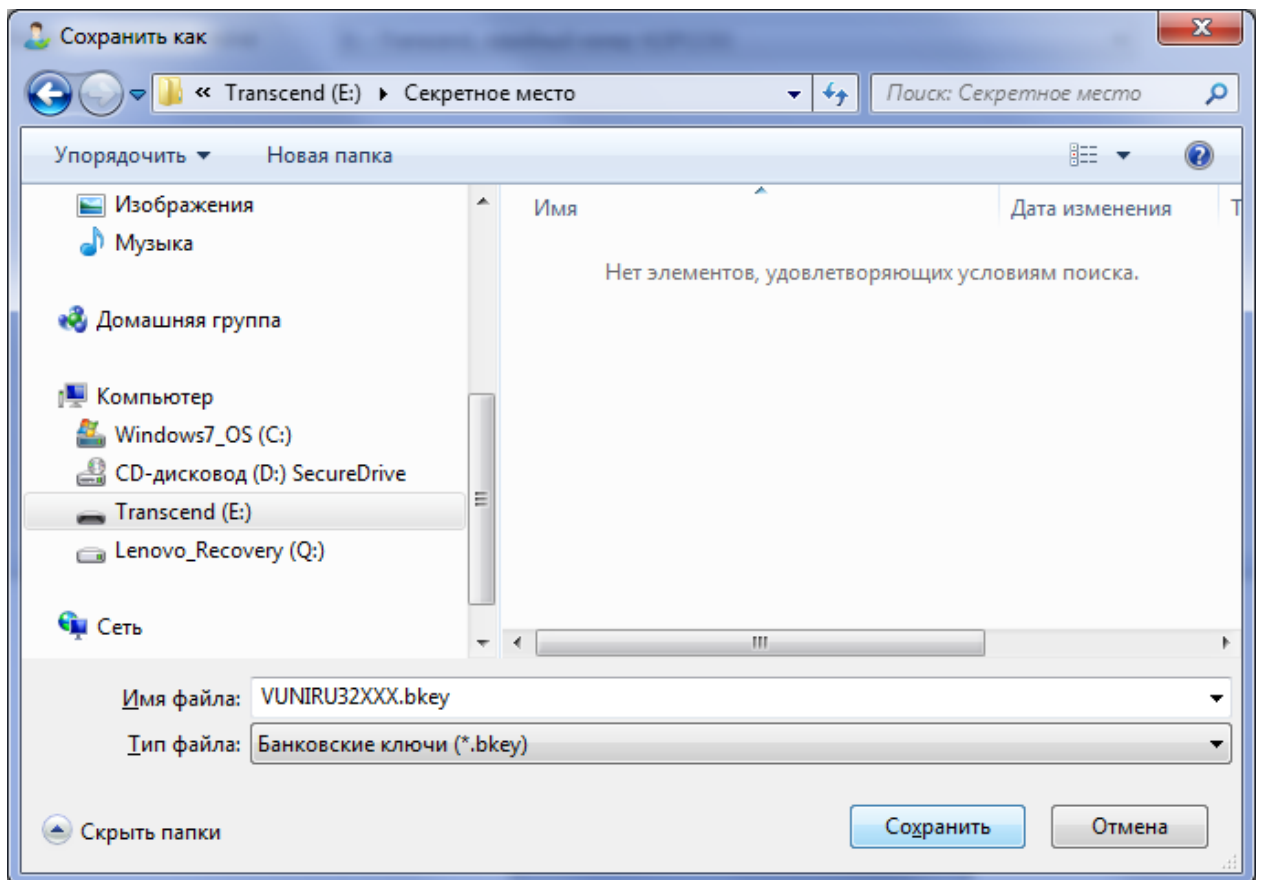 Сохранить как
« Transcend (E:) Секретное место Поиск: Секретное место
Упорядочить Новая папка
Изображения
Музыка
Домашняя группа
Компьютер
Windows7_OS (C:)
CD-дисковод (D:) SecureDrive
Transcend (E:)
Lenovo_Recovery (Q:)
Сеть
Имя Дата изменения Т
Нет элементов, удовлетворяющих условиям поиска.
Имя файла: VUNIRU32XXX.bkey
Тип файла: Банковские ключи (*.bkey)
Скрыть папки Сохранить Отмена